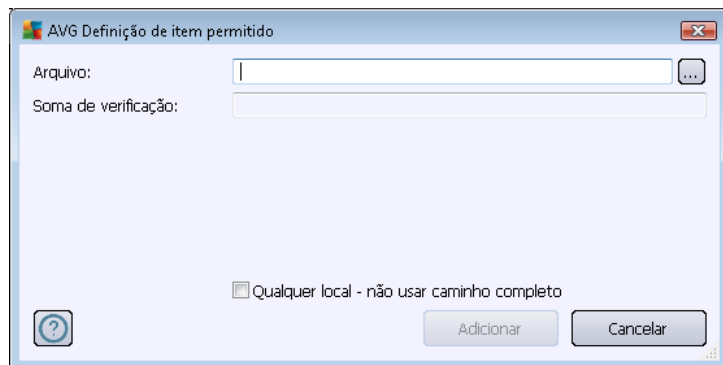 AVG Definição de item permitido
Arquivo:
...
Soma de verificação:
Qualquer local - não usar caminho completo
?
Adicionar
Cancelar